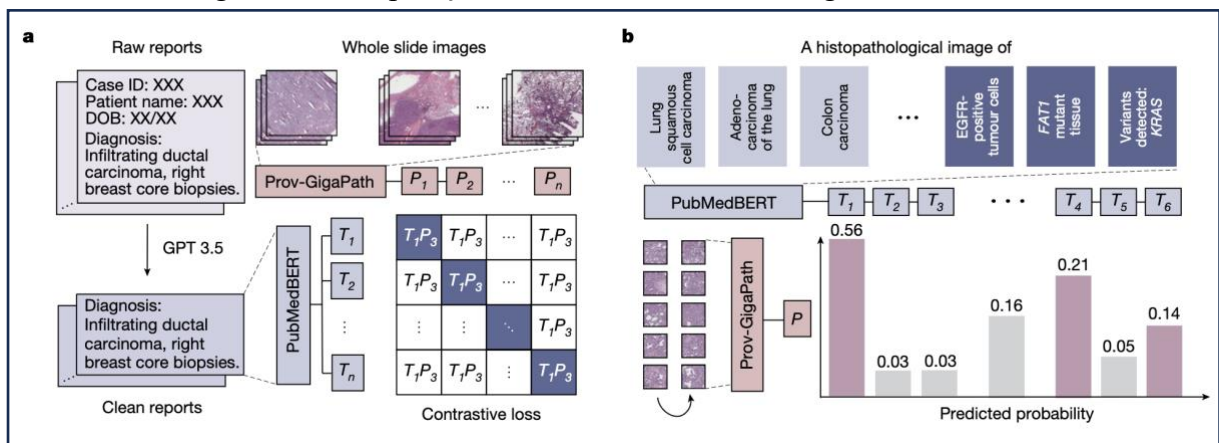 a
Raw reports
Case ID: XXX
Patient name: XXX
DOB: XX/XX
Diagnosis:
Infiltrating ductal
carcinoma, right
breast core biopsies.
GPT 3.5
Diagnosis:
Infiltrating ductal
carcinoma, right
breast core biopsies.
Clean reports
Whole slide images
...
Prov-GigaPath
P₁ P₂ ... Pₙ
PubMedBERT
T₁
T₂
⋮
Tₙ
T₁P₃ T₁P₃ ... T₁P₃
T₁P₃ T₁P₃ ... T₁P₃
⋮ ⋮ ⋱ T₁P₃
T₁P₃ T₁P₃ ⋮ T₁P₃
Contrastive loss
b
A histopathological image of
Lung
squamous
cell carcinoma
Adeno-
carcinoma
of the lung
Colon
carcinoma
...
EGFR-
positive
tumour cells
FAT1
mutant
tissue
Variants
detected:
KRAS
PubMedBERT
T₁ T₂ T₃ ... T₄ T₅ T₆
Prov-GigaPath
P
0.56
0.03
0.03
0.16
0.21
0.05
0.14
Predicted probability